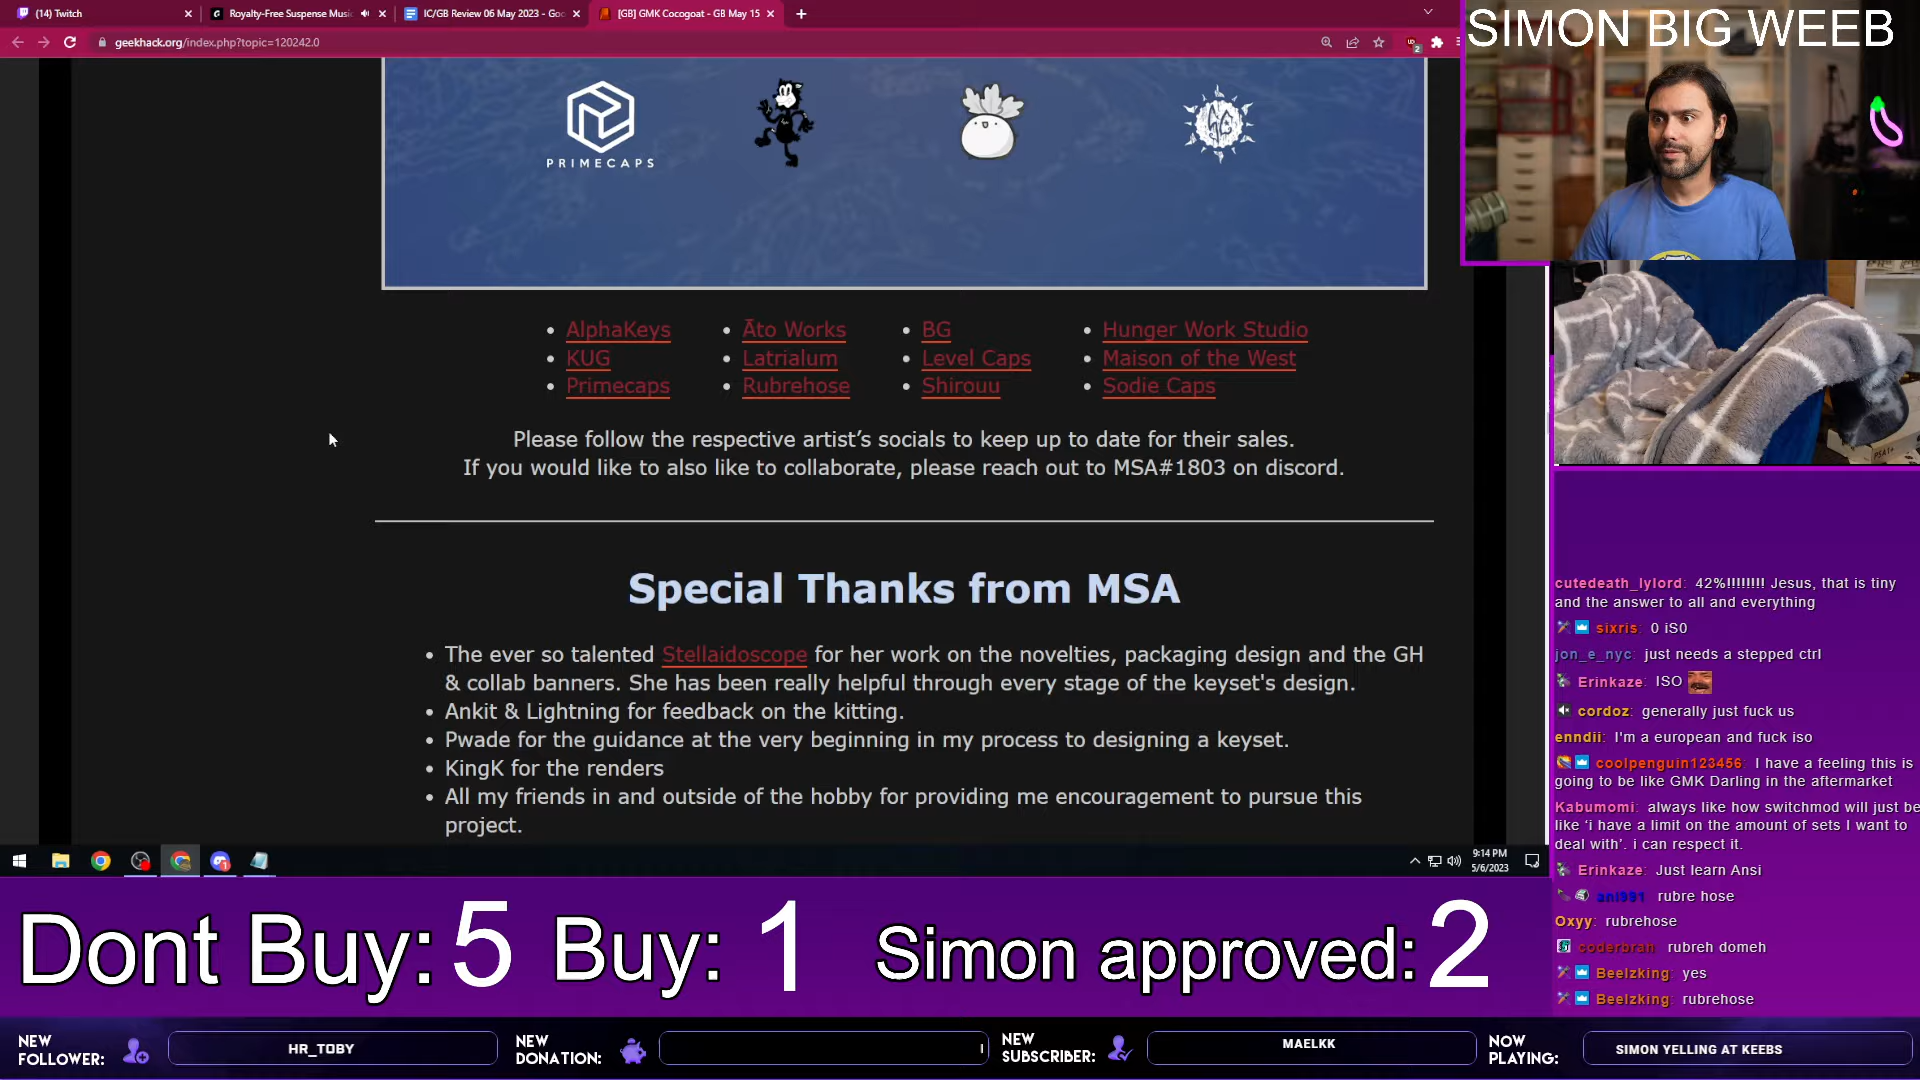 (14) Twitch
Royalty-Free Suspense Music
IC/GB Review 06 May 2023 - Goo
[GB] GMK Cocogoat - GB May 15
geekhack.org/index.php?topic=120242.0
SIMON BIG WEEB
PRIMECAPS
AlphaKeys
Āto Works
BG
Hunger Work Studio
KUG
Latrialum
Level Caps
Maison of the West
Primecaps
Rubrehose
Shirouu
Sodie Caps
Please follow the respective artist’s socials to keep up to date for their sales.
If you would like to also like to collaborate, please reach out to MSA#1803 on discord.
Special Thanks from MSA
The ever so talented Stellaidoscope for her work on the novelties, packaging design and the GH
& collab banners. She has been really helpful through every stage of the keyset's design.
Ankit & Lightning for feedback on the kitting.
Pwade for the guidance at the very beginning in my process to designing a keyset.
KingK for the renders
All my friends in and outside of the hobby for providing me encouragement to pursue this
project.
cutedeath_lylord: 42%!!!!!!!! Jesus, that is tiny
and the answer to all and everything
sixris: 0 iS0
jon_e_nyc: just needs a stepped ctrl
Erinkaze: ISO
cordoz: generally just fuck us
enndii: I'm a european and fuck iso
coolpenguin123456: I have a feeling this is
going to be like GMK Darling in the aftermarket
Kabumomi: always like how switchmod will just be
like ‘i have a limit on the amount of sets I want to
deal with’. i can respect it.
Erinkaze: Just learn Ansi
rubre hose
Oxyy: rubrehose
coderbran: rubreh domeh
Beelzking: yes
Beelzking: rubrehose
9:14 PM
5/6/2023
Dont Buy: 5 Buy: 1 Simon approved: 2
NEW
FOLLOWER:
HR_TOBY
NEW
DONATION:
NEW
SUBSCRIBER:
MAELKK
NOW
PLAYING:
SIMON YELLING AT KEEBS